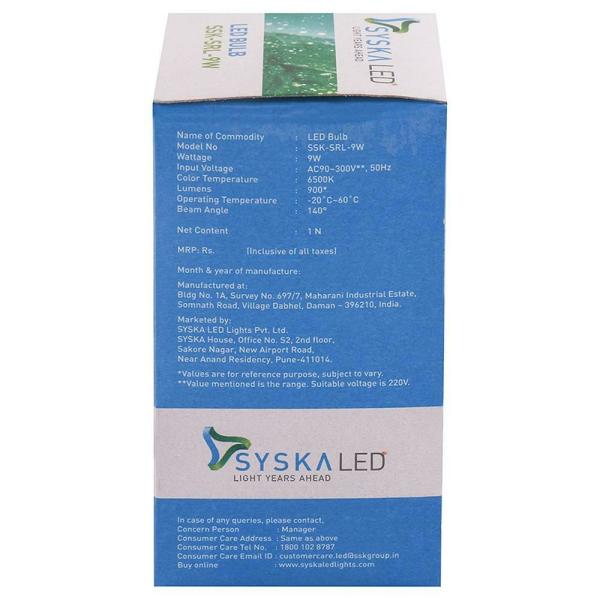 LED BULB
SSK-SRL-9W
SYSKA LED
LIGHT YEARS AHEAD
Name of Commodity : LED Bulb
Model No : SSK-SRL-9W
Wattage : 9W
Input Voltage : AC90~300V**, 50Hz
Color Temperature : 6500K
Lumens : 900*
Operating Temperature : -20˚C~60˚C
Beam Angle : 140°
Net Content : 1 N
MRP: Rs. (Inclusive of all taxes)
Month & year of manufacture:
Manufactured at:
Bldg No. 1A, Survey No. 697/7, Maharani Industrial Estate,
Somnath Road, Village Dabhel, Daman – 396210, India.
Marketed by:
SYSKA LED Lights Pvt. Ltd.
SYSKA House, Office No. S2, 2nd floor,
Sakore Nagar, New Airport Road,
Near Anand Residency, Pune-411014.
*Values are for reference purpose, subject to vary.
**Value mentioned is the range. Suitable voltage is 220V.
SYSKA LED
LIGHT YEARS AHEAD
In case of any queries, please contact,
Concern Person : Manager
Consumer Care Address : Same as above
Consumer Care Tel No. : 1800 102 8787
Consumer Care Email ID : customercare.led@sskgroup.in
Buy online : www.syskaledlights.com